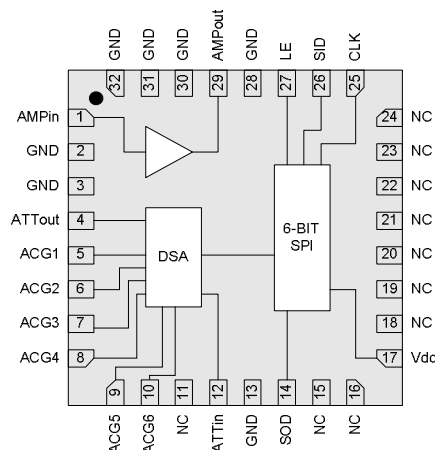 GND
GND
GND
AMPout
GND
LE
SID
CLK
32
31
30
29
28
27
26
25
AMPin 1
GND 2
GND 3
ATTout 4
ACG1 5
ACG2 6
ACG3 7
ACG4 8
DSA
6-BIT
SPI
24 NC
23 NC
22 NC
21 NC
20 NC
19 NC
18 NC
17 Vdd
9
10
11
12
13
14
15
16
ACG5
ACG6
NC
ATTin
GND
SOD
NC
NC